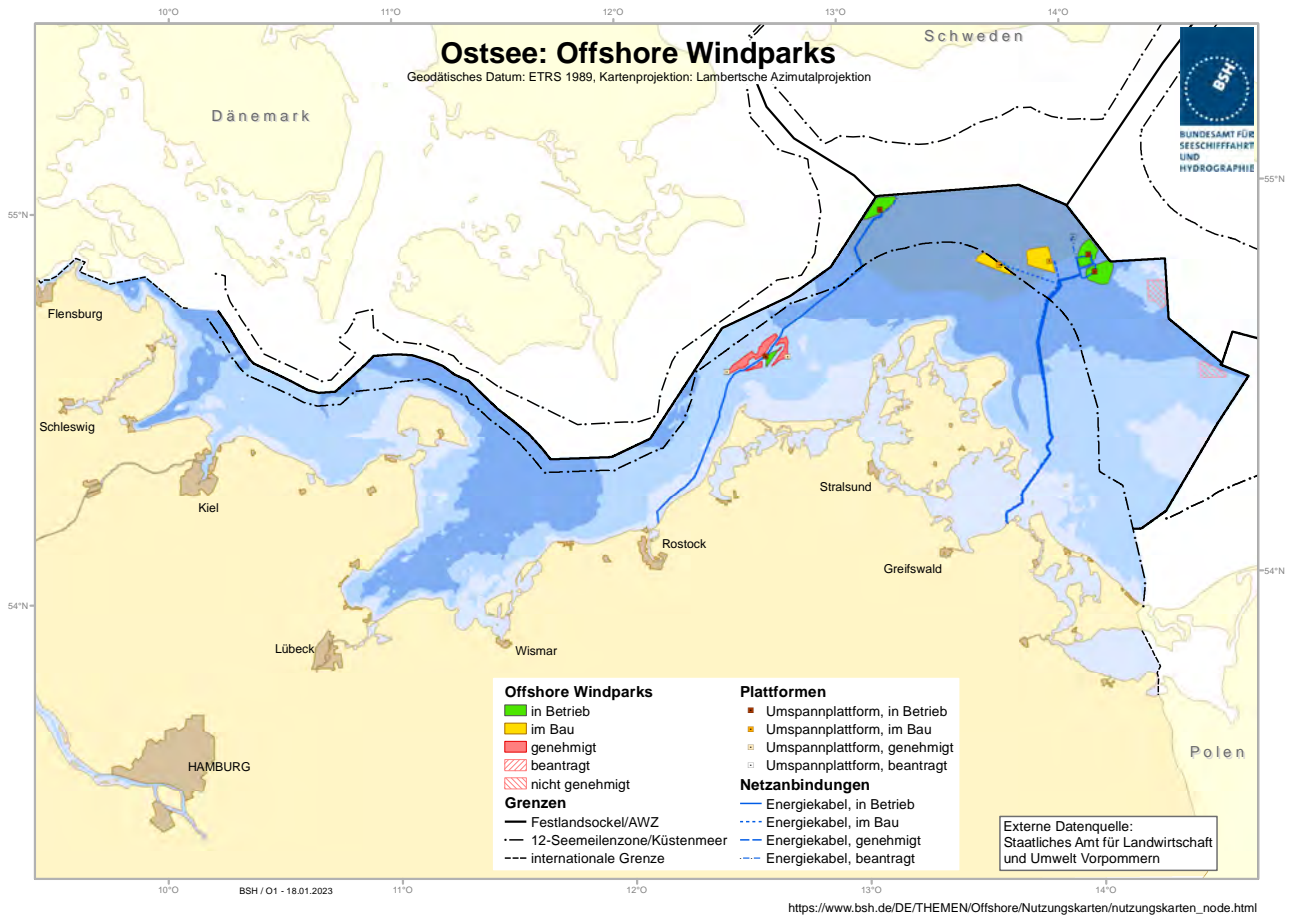 10°O
11°O
12°O
13°O
14°O
Ostsee: Offshore Windparks
Geodätisches Datum: ETRS 1989, Kartenprojektion: Lambertsche Azimutalprojektion
Schweden
BSH
BUNDESAMT FÜR
SEESCHIFFFAHRT
UND
HYDROGRAPHIE
Dänemark
55°N
55°N
Flensburg
Schleswig
Kiel
Stralsund
Rostock
Greifswald
54°N
54°N
Lübeck
Wismar
HAMBURG
Polen
Offshore Windparks
in Betrieb
im Bau
genehmigt
beantragt
nicht genehmigt
Grenzen
Festlandsockel/AWZ
12-Seemeilenzone/Küstenmeer
internationale Grenze
Plattformen
Umspannplattform, in Betrieb
Umspannplattform, im Bau
Umspannplattform, genehmigt
Umspannplattform, beantragt
Netzanbindungen
Energiekabel, in Betrieb
Energiekabel, im Bau
Energiekabel, genehmigt
Energiekabel, beantragt
Externe Datenquelle:
Staatliches Amt für Landwirtschaft
und Umwelt Vorpommern
10°O
BSH / O1 - 18.01.2023
11°O
12°O
13°O
14°O
https://www.bsh.de/DE/THEMEN/Offshore/Nutzungskarten/nutzungskarten_node.html